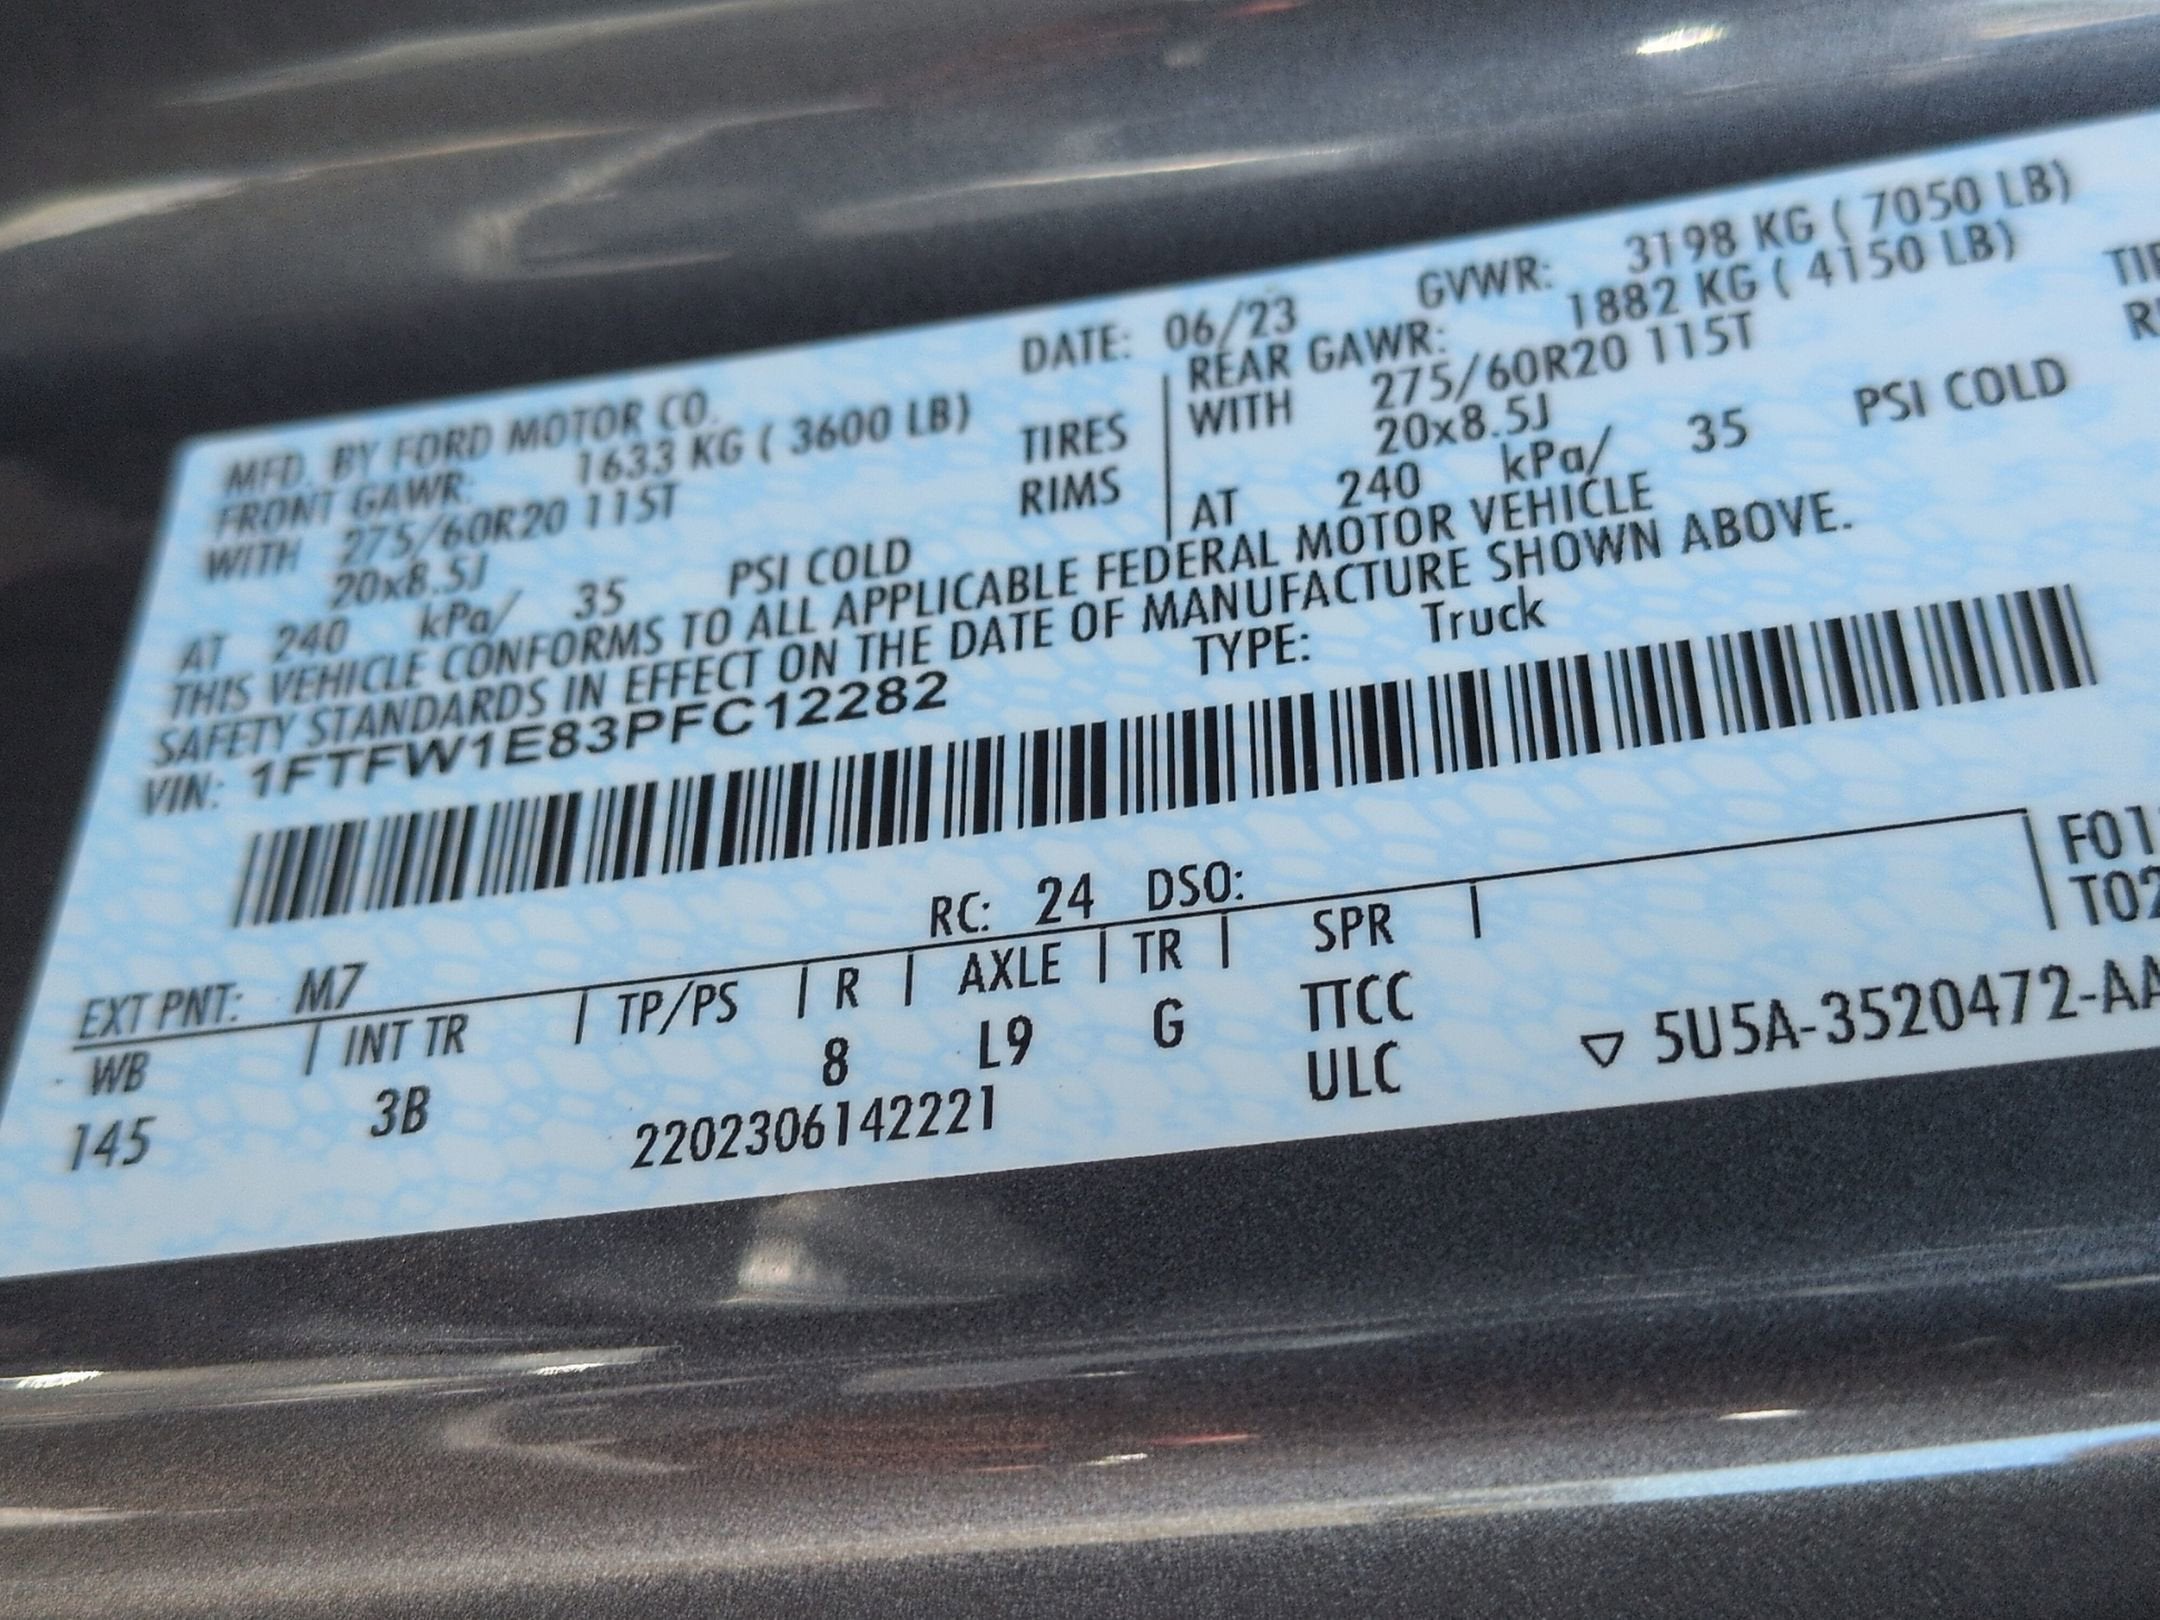 MFD. BY FORD MOTOR CO. DATE: 06/23 GVWR: 3198 KG ( 7050 LB)
FRONT GAWR: 1633 KG ( 3600 LB) REAR GAWR: 1882 KG ( 4150 LB)
WITH 275/60R20 115T TIRES WITH 275/60R20 115T
20x8.5J RIMS 20x8.5J
AT 240 kPa/ 35 PSI COLD AT 240 kPa/ 35 PSI COLD
THIS VEHICLE CONFORMS TO ALL APPLICABLE FEDERAL MOTOR VEHICLE
SAFETY STANDARDS IN EFFECT ON THE DATE OF MANUFACTURE SHOWN ABOVE.
VIN: 1FTFW1E83PFC12282 TYPE: Truck
EXT PNT: M7 RC: 24 DSO:
WB INT TR TP/PS R AXLE TR SPR
145 3B 8 L9 G TTCC
2202306142221 ULC ▽ 5U5A-3520472-AA